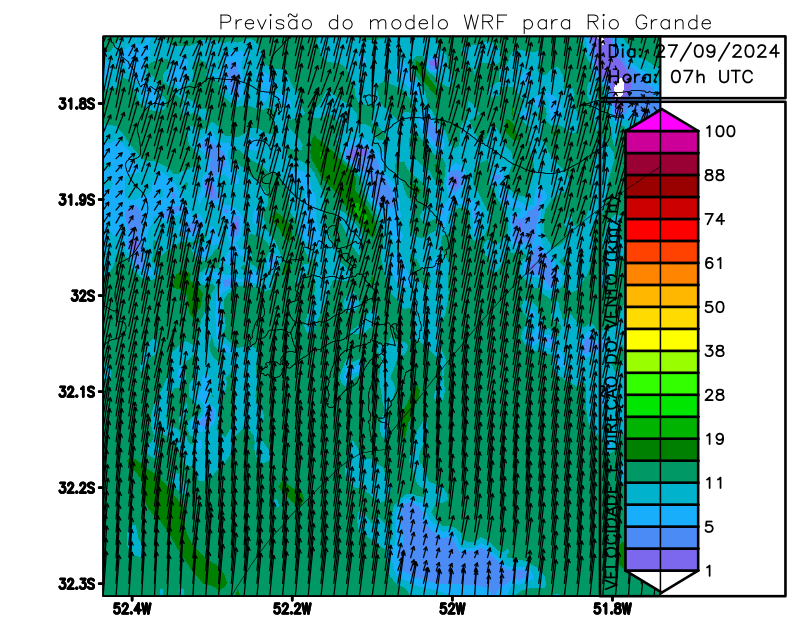 Previsão do modelo WRF para Rio Grande
Dia: 27/09/2024
Hora: 07h UTC
31.8S
31.9S
32S
32.1S
32.2S
32.3S
52.4W
52.2W
52W
51.8W
100
88
74
61
50
38
28
19
11
5
1
VELOCIDADE E DIREÇÃO DO VENTO (km/h)